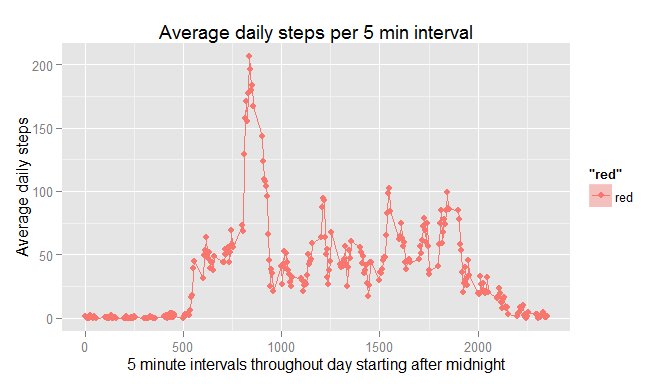 Average daily steps per 5 min interval
Average daily steps
200
150
100
50
0
0
500
1000
1500
2000
5 minute intervals throughout day starting after midnight
"red"
red